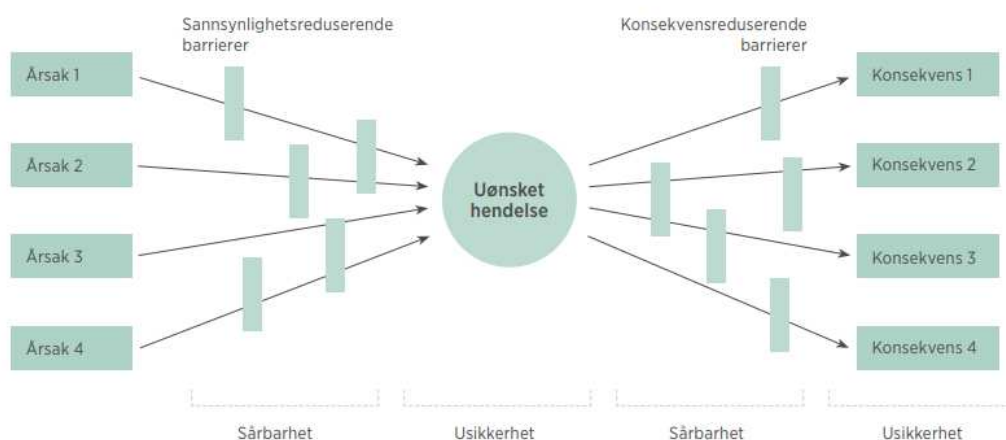 Sannsynlighetsreduserende
barrierer
Konsekvensreduserende
barrierer
Årsak 1
Årsak 2
Årsak 3
Årsak 4
Uønsket
hendelse
Konsekvens 1
Konsekvens 2
Konsekvens 3
Konsekvens 4
Sårbarhet
Usikkerhet
Sårbarhet
Usikkerhet